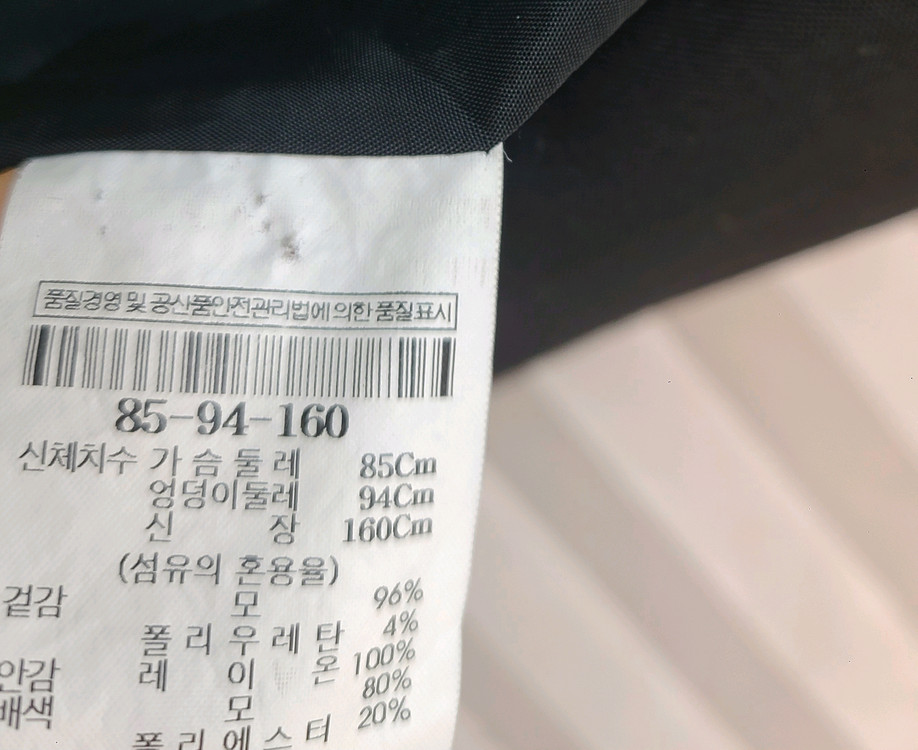 품질경영 및 공산품안전관리법에 의한 품질표시
85-94-160
신체치수 가슴둘레 85Cm
엉덩이둘레 94Cm
신장 160Cm
(섬유의 혼용율)
겉감 모 96%
폴리우레탄 4%
안감 레이온 100%
배색 모 80%
폴리에스터 20%